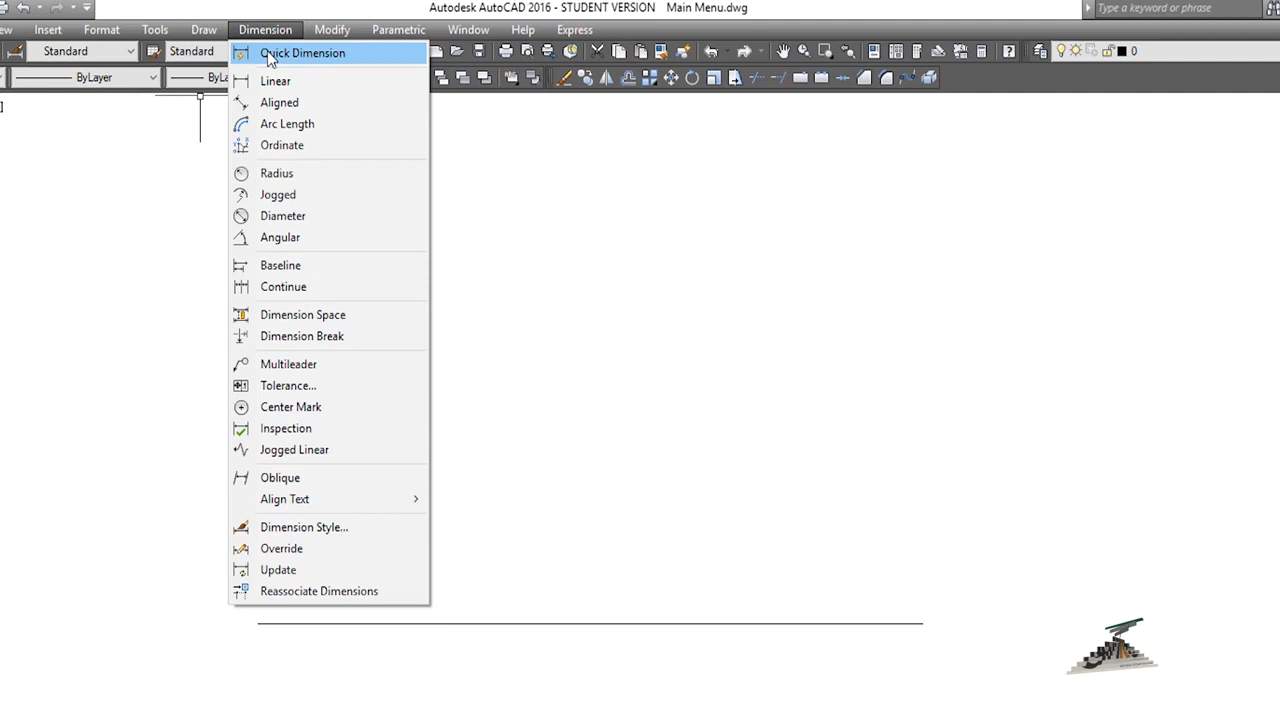 Autodesk AutoCAD 2016 - STUDENT VERSION Main Menu.dwg
Type a keyword or phrase
ew Insert Format Tools Draw Dimension Modify Parametric Window Help Express
Standard Standard
0
ByLayer ByLa
]
Quick Dimension
Linear
Aligned
Arc Length
Ordinate
Radius
Jogged
Diameter
Angular
Baseline
Continue
Dimension Space
Dimension Break
Multileader
Tolerance...
Center Mark
Inspection
Jogged Linear
Oblique
Align Text
Dimension Style...
Override
Update
Reassociate Dimensions